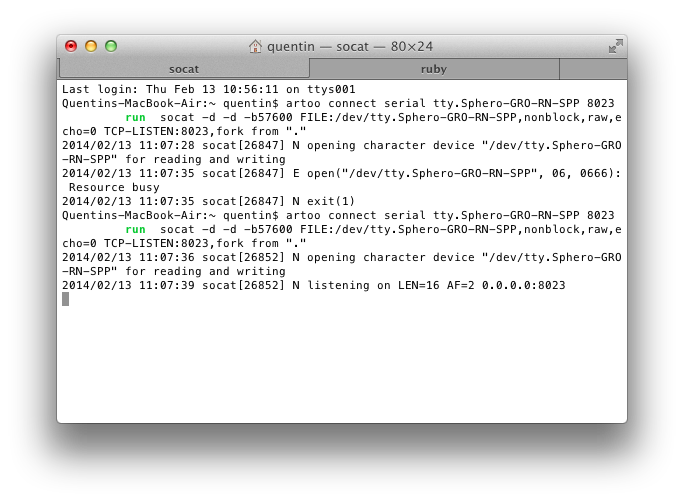 quentin — socat — 80×24
socat
ruby
Last login: Thu Feb 13 10:56:11 on ttys001
Quentins-MacBook-Air:~ quentin$ artoo connect serial tty.Sphero-GRO-RN-SPP 8023
run  socat -d -d -b57600 FILE:/dev/tty.Sphero-GRO-RN-SPP,nonblock,raw,e
cho=0 TCP-LISTEN:8023,fork from "."
2014/02/13 11:07:28 socat[26847] N opening character device "/dev/tty.Sphero-GRO
-RN-SPP" for reading and writing
2014/02/13 11:07:35 socat[26847] E open("/dev/tty.Sphero-GRO-RN-SPP", 06, 0666):
Resource busy
2014/02/13 11:07:35 socat[26847] N exit(1)
Quentins-MacBook-Air:~ quentin$ artoo connect serial tty.Sphero-GRO-RN-SPP 8023
run  socat -d -d -b57600 FILE:/dev/tty.Sphero-GRO-RN-SPP,nonblock,raw,e
cho=0 TCP-LISTEN:8023,fork from "."
2014/02/13 11:07:36 socat[26852] N opening character device "/dev/tty.Sphero-GRO
-RN-SPP" for reading and writing
2014/02/13 11:07:39 socat[26852] N listening on LEN=16 AF=2 0.0.0.0:8023